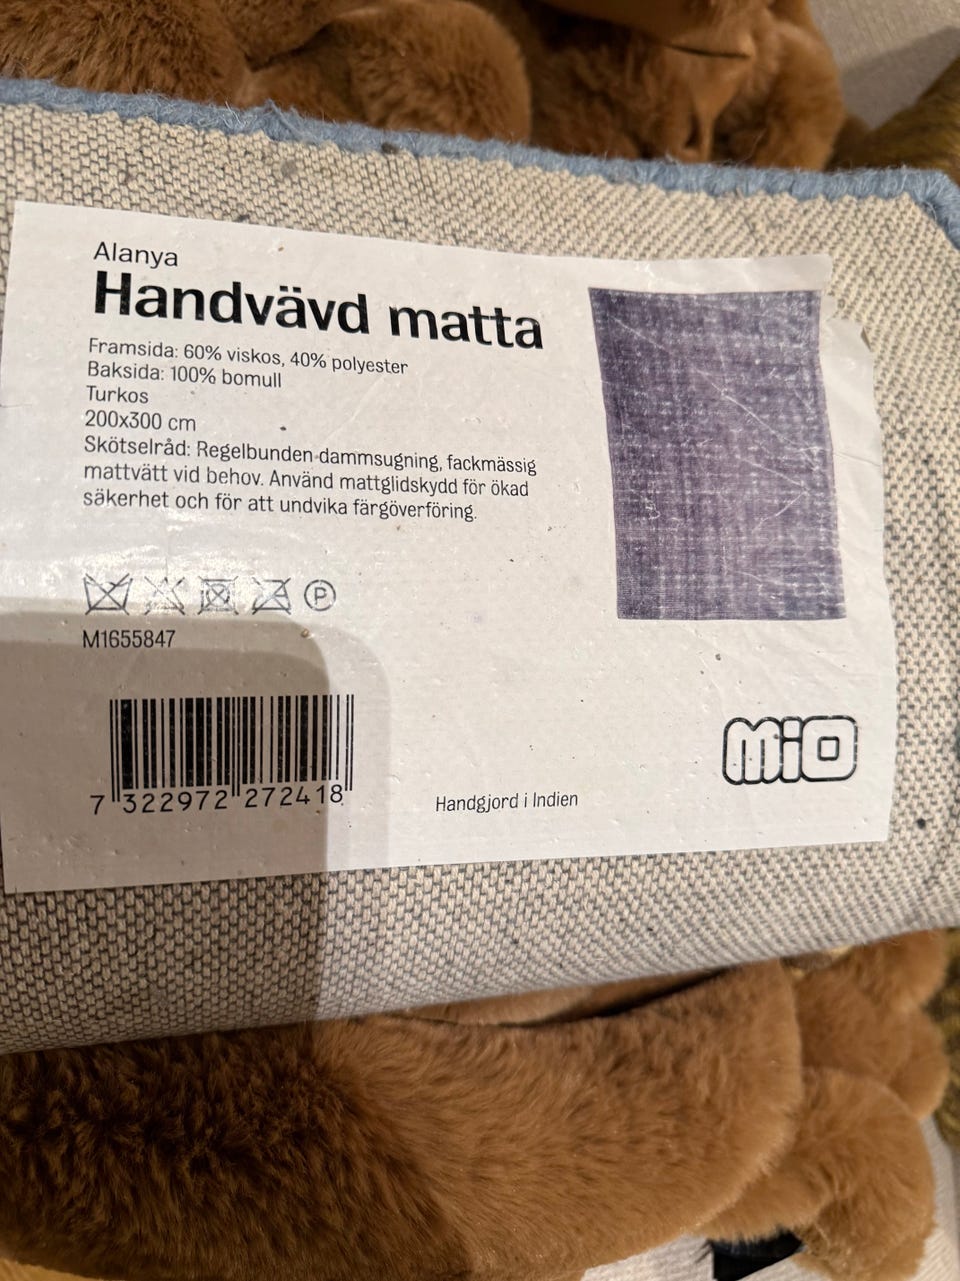 Alanya
Handvävd matta
Framsida: 60% viskos, 40% polyester
Baksida: 100% bomull
Turkos
200x300 cm
Skötselråd: Regelbunden dammsugning, fackmässig
mattvätt vid behov. Använd mattglidskydd för ökad
säkerhet och för att undvika färgöverföring.
P
M1655847
7 322972 272418
Handgjord i Indien
MiO